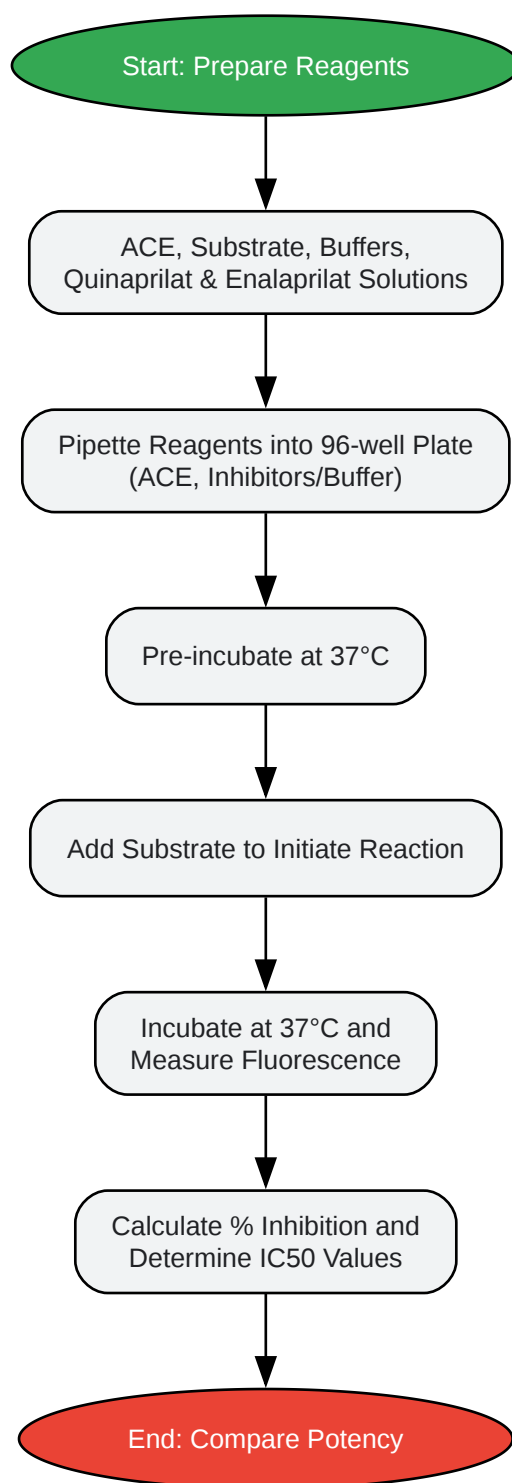 Start: Prepare Reagents
ACE, Substrate, Buffers,
Quinaprilat & Enalaprilat Solutions
Pipette Reagents into 96-well Plate
(ACE, Inhibitors/Buffer)
Pre-incubate at 37°C
Add Substrate to Initiate Reaction
Incubate at 37°C and
Measure Fluorescence
Calculate % Inhibition and
Determine IC50 Values
End: Compare Potency